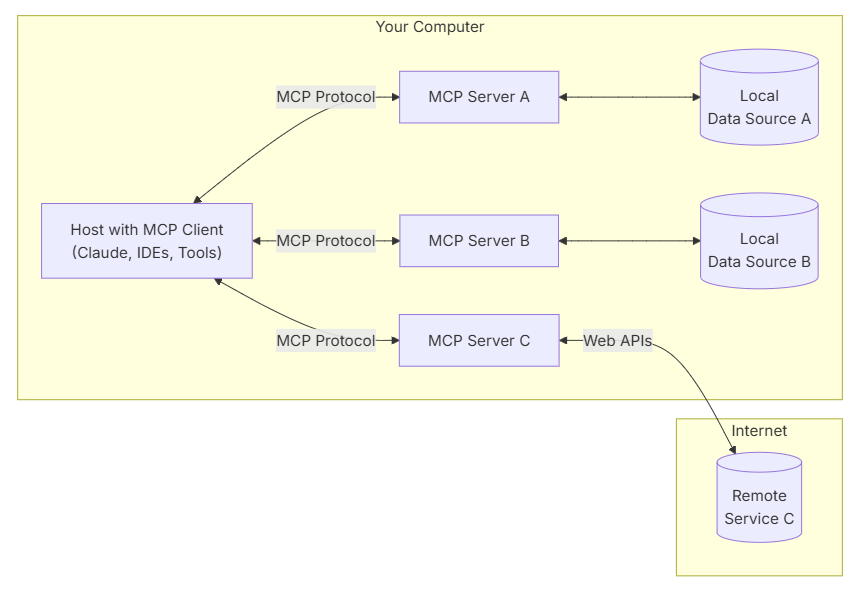 Your Computer
MCP Protocol
MCP Server A
Local
Data Source A
Host with MCP Client
(Claude, IDEs, Tools)
MCP Protocol
MCP Server B
Local
Data Source B
MCP Protocol
MCP Server C
Web APIs
Internet
Remote
Service C